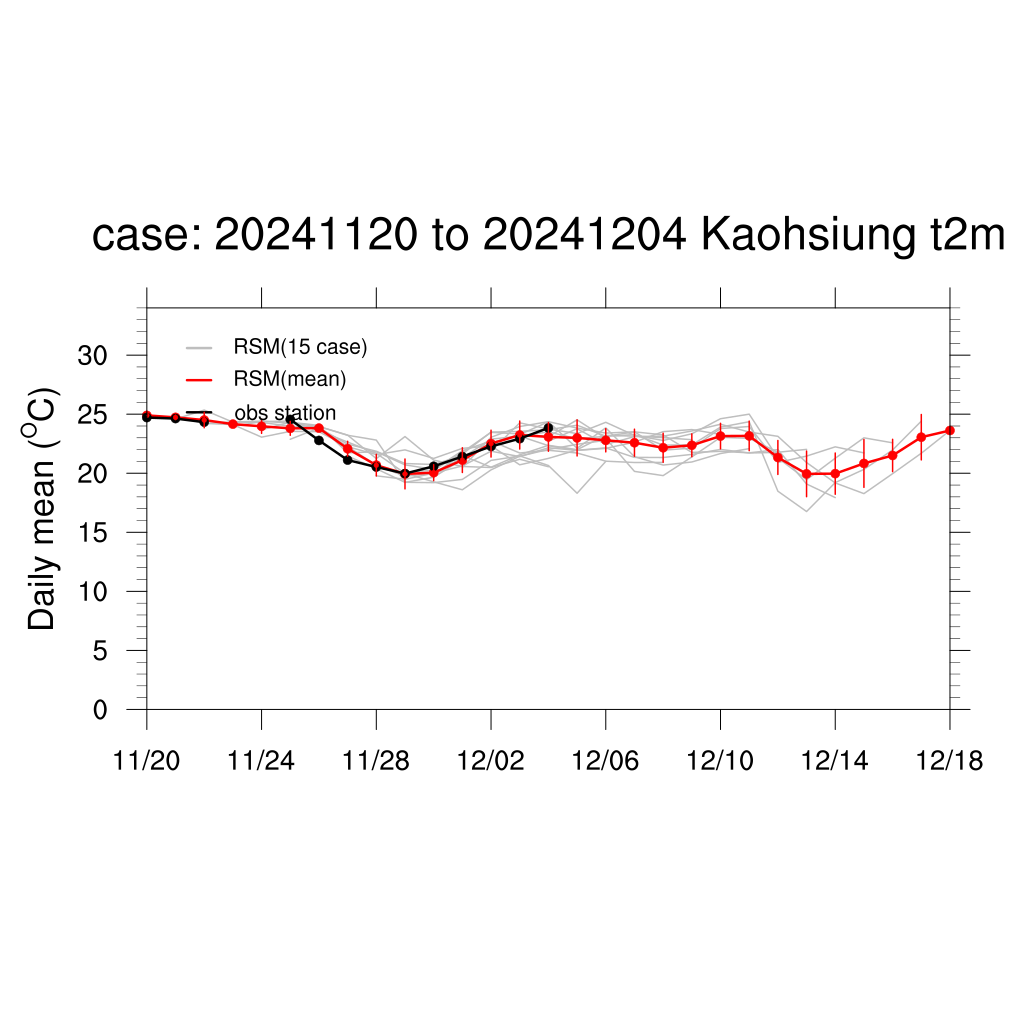 case: 20241120 to 20241204 Kaohsiung t2m
RSM(15 case)
RSM(mean)
obs station
Daily mean (°C)
30
25
20
15
10
5
0
11/20 11/24 11/28 12/02 12/06 12/10 12/14 12/18